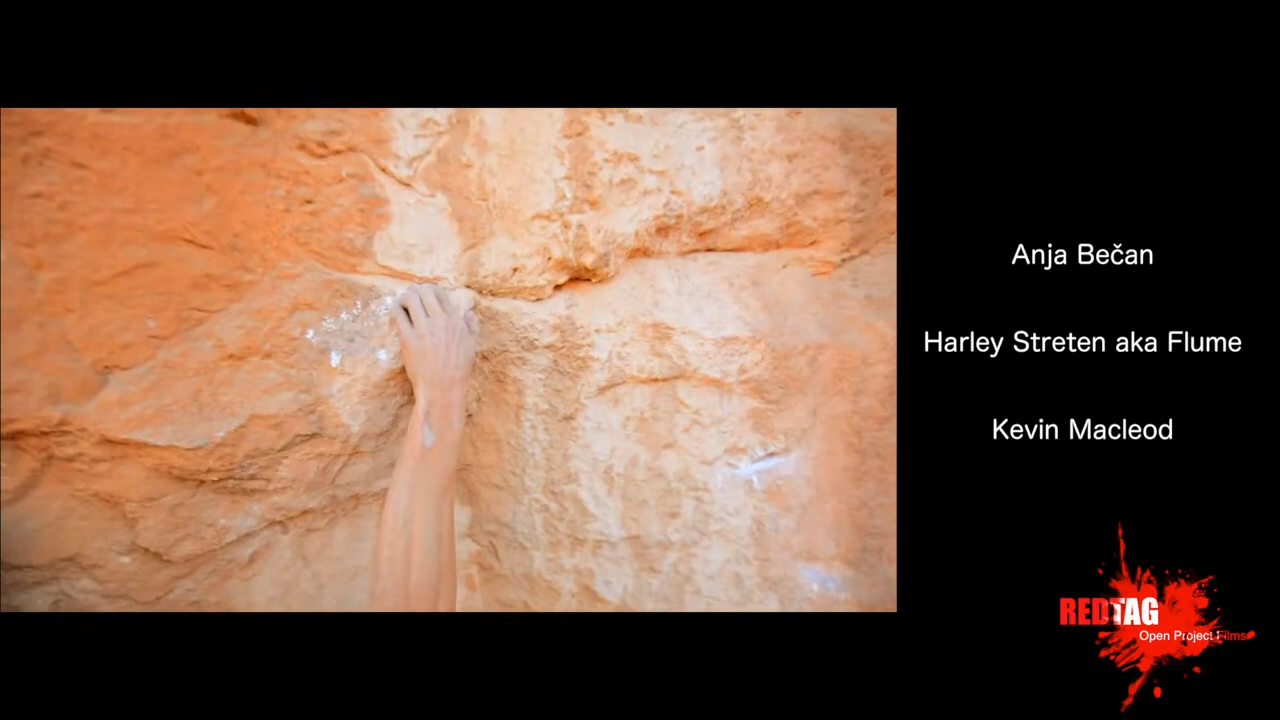 Anja Bečan
Harley Streten aka Flume
Kevin Macleod
REDTAG
Open Project Films